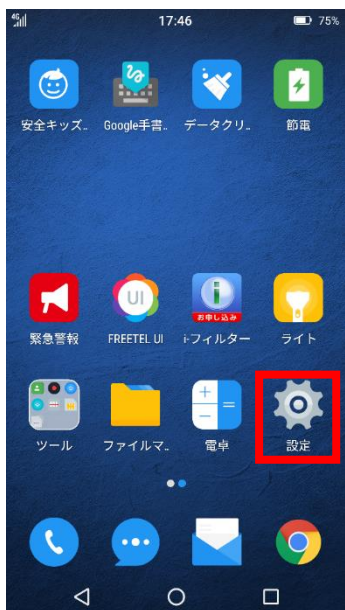 4G 17:46 75%
安全キッズ.. Google手書.. データクリ.. 節電
UI i お申し込み
緊急警報 FREETEL UI i-フィルター ライト
ツール ファイルマ.. 電卓 設定